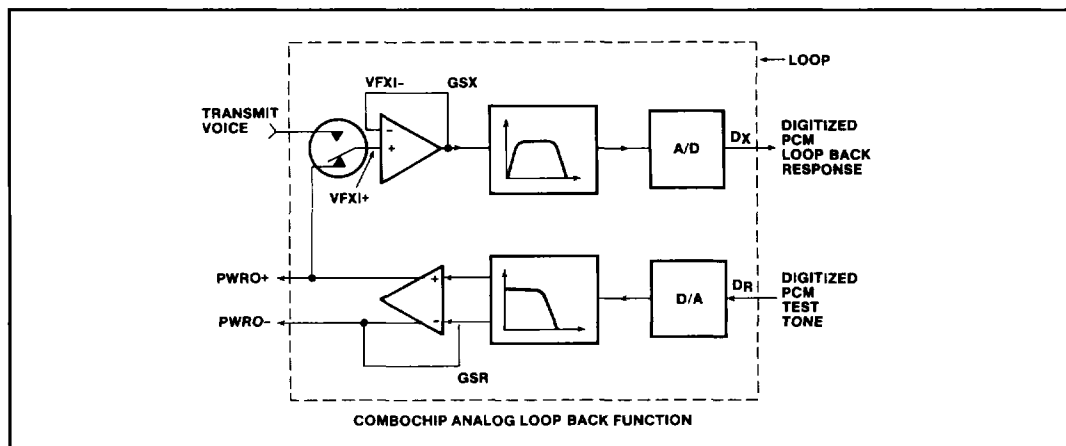 LOOP
VFXI-
GSX
TRANSMIT
VOICE
-
+
VFXI+
A/D
DX
DIGITIZED
PCM
LOOP BACK
RESPONSE
PWRO+
PWRO-
+
-
GSR
D/A
DR
DIGITIZED
PCM
TEST
TONE
COMBOCHIP ANALOG LOOP BACK FUNCTION